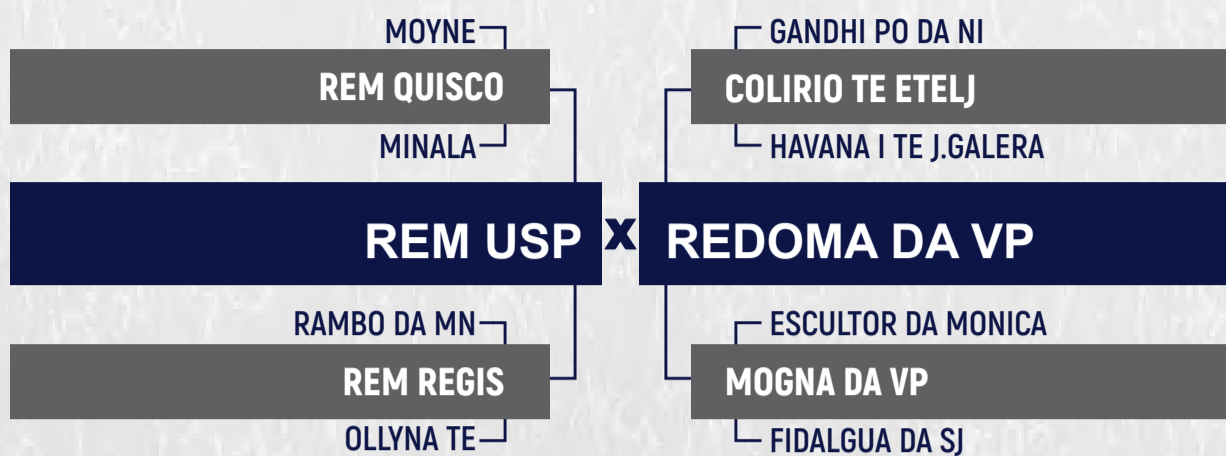 MOYNE
REM QUISCO
MINALA
GANDHI PO DA NI
COLIRIO TE ETELJ
HAVANA I TE J.GALERA
REM USP X REDOMA DA VP
RAMBO DA MN
REM REGIS
OLLYNA TE
ESCULTOR DA MONICA
MOGNA DA VP
FIDALGUA DA SJ